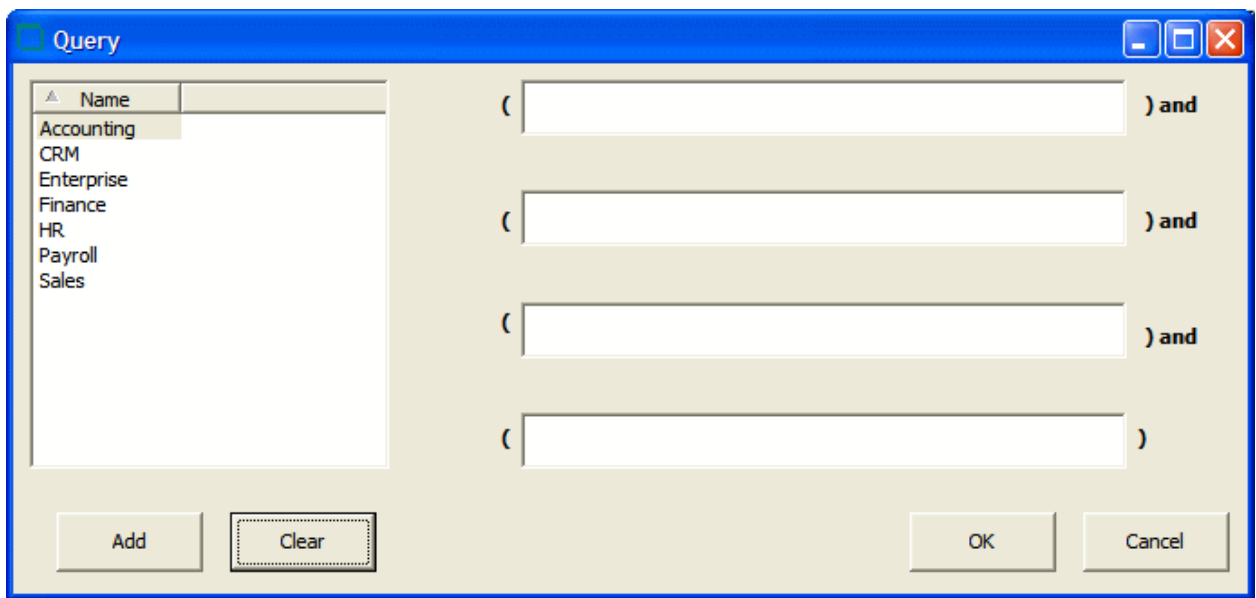 Query
Name
Accounting
CRM
Enterprise
Finance
HR
Payroll
Sales
( ) and
( ) and
( ) and
( )
Add Clear OK Cancel